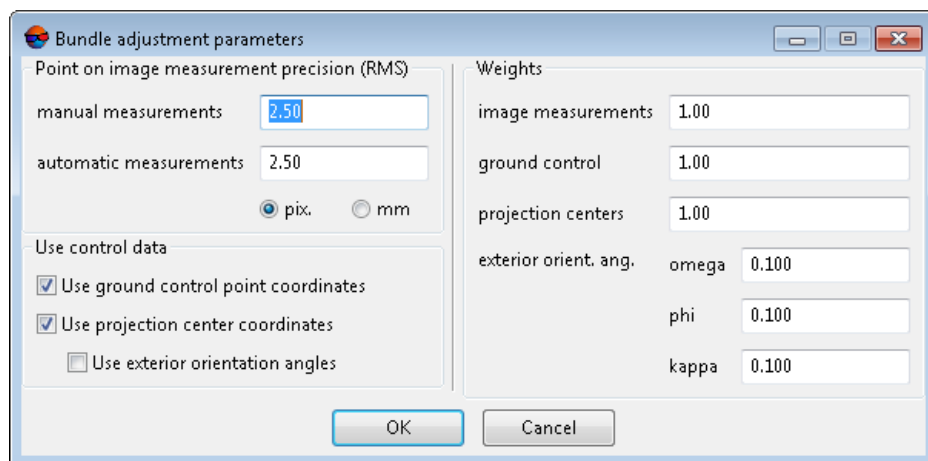 Bundle adjustment parameters
Point on image measurement precision (RMS)
manual measurements 2.50
automatic measurements 2.50
pix. mm
Use control data
Use ground control point coordinates
Use projection center coordinates
Use exterior orientation angles
Weights
image measurements 1.00
ground control 1.00
projection centers 1.00
exterior orient. ang. omega 0.100
phi 0.100
kappa 0.100
OK Cancel